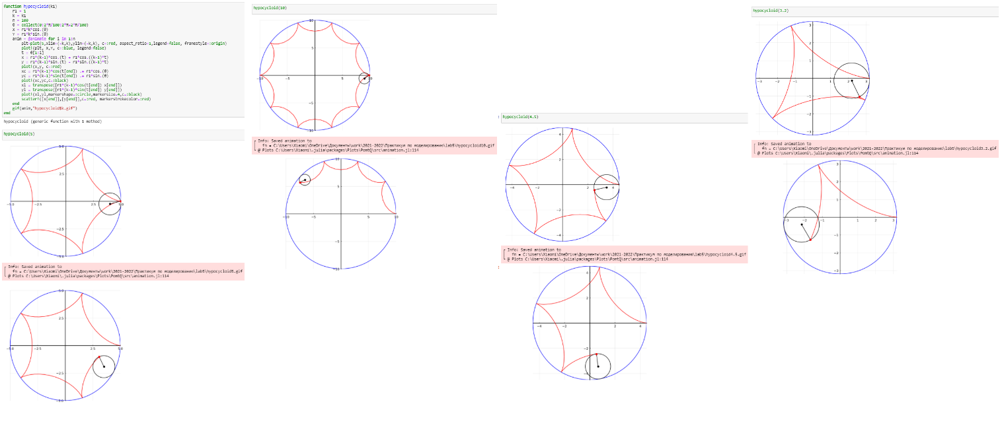 function hypocycloid(k1)
    r1 = 1
    k = k1
    n = 100
    θ = collect(0:2*π/100:2*π+2*π/100)
    X = r1*k*cos.(θ)
    Y = r1*k*sin.(θ)
    anim = @animate for i in 1:n
        plt=plot(5,xlim=(-k,k),ylim=(-k,k), c=:red, aspect_ratio=1,legend=false, framestyle=:origin)
        plot!(plt, X,Y, c=:blue, legend=false)
        t = θ[1:i]
        x = r1*(k-1)*cos.(t) + r1*cos.((k-1)*t)
        y = r1*(k-1)*sin.(t) - r1*sin.((k-1)*t)
        plot!(x,y, c=:red)
        xc = r1*(k-1)*cos(t[end]) .+ r1*cos.(θ)
        yc = r1*(k-1)*sin(t[end]) .+ r1*sin.(θ)
        plot!(xc,yc,c=:black)
        xl = transpose([r1*(k-1)*cos(t[end]) x[end]])
        yl = transpose([r1*(k-1)*sin(t[end]) y[end]])
        plot!(xl,yl,markershape=:circle,markersize=4,c=:black)
        scatter!([x[end]],[y[end]],c=:red, markerstrokecolor=:red)
    end
    gif(anim,"hypocycloid$k.gif")
end
hypocycloid (generic function with 1 method)
hypocycloid(5)
5.0
2.5
-5.0 -2.5 2.5 5.0
-2.5
-5.0
┌ Info: Saved animation to
│   fn = C:\Users\Xiaomi\OneDrive\Документы\work\2021-2022\Практикум по моделированию\lab5\hypocycloid5.gif
└ @ Plots C:\Users\Xiaomi\.julia\packages\Plots\PomtQ\src\animation.jl:114
5.0
2.5
-5.0 -2.5 2.5 5.0
-2.5
-5.0
hypocycloid(10)
10
5
-10 -5 5 10
-5
-10
┌ Info: Saved animation to
│   fn = C:\Users\Xiaomi\OneDrive\Документы\work\2021-2022\Практикум по моделированию\lab5\hypocycloid10.gif
└ @ Plots C:\Users\Xiaomi\.julia\packages\Plots\PomtQ\src\animation.jl:114
10
5
-10 -5 5 10
-5
-10
hypocycloid(4.5)
4
2
-4 -2 2 4
-2
-4
┌ Info: Saved animation to
│   fn = C:\Users\Xiaomi\OneDrive\Документы\work\2021-2022\Практикум по моделированию\lab5\hypocycloid4.5.gif
└ @ Plots C:\Users\Xiaomi\.julia\packages\Plots\PomtQ\src\animation.jl:114
4
2
-4 -2 2 4
-2
-4
hypocycloid(3.2)
3
2
1
-3 -2 -1 1 2 3
-1
-2
-3
┌ Info: Saved animation to
│   fn = C:\Users\Xiaomi\OneDrive\Документы\work\2021-2022\Практикум по моделированию\lab5\hypocycloid3.2.gif
└ @ Plots C:\Users\Xiaomi\.julia\packages\Plots\PomtQ\src\animation.jl:114
3
2
1
-3 -2 -1 1 2 3
-1
-2
-3